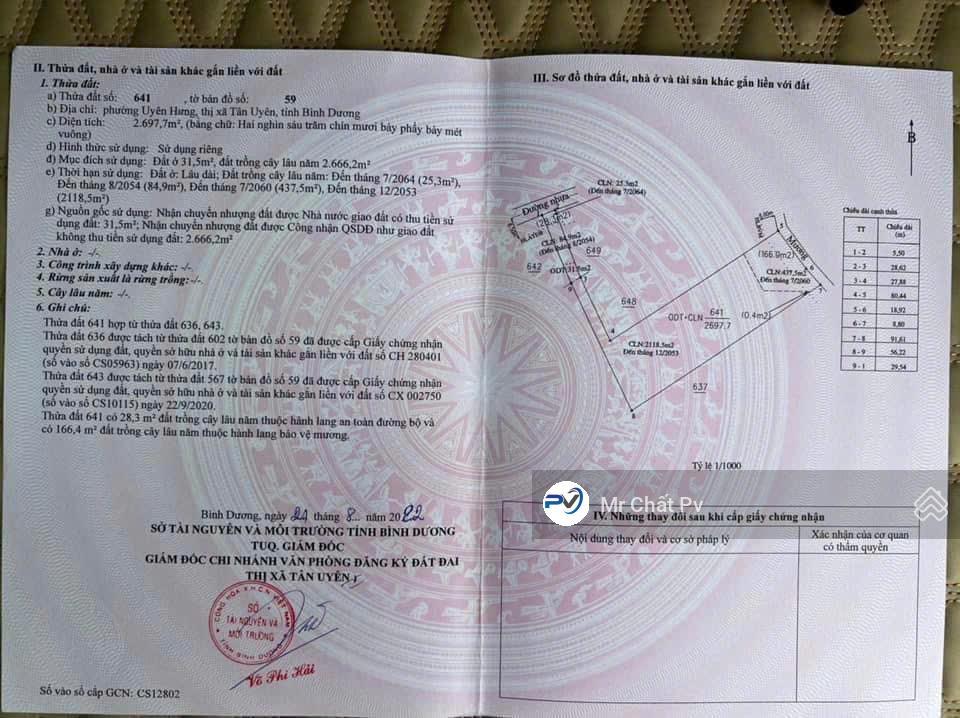 II. Thửa đất, nhà ở và tài sản khác gắn liền với đất
1. Thửa đất:
a) Thửa đất số: 641 , tờ bản đồ số: 59
b) Địa chỉ: phường Uyên Hưng, thị xã Tân Uyên, tỉnh Bình Dương
c) Diện tích: 2.697,7m², (bằng chữ: Hai nghìn sáu trăm chín mươi bảy phẩy bảy mét
vuông)
d) Hình thức sử dụng: Sử dụng riêng
đ) Mục đích sử dụng: Đất ở 31,5m², đất trồng cây lâu năm 2.666,2m²
e) Thời hạn sử dụng: Đất ở: Lâu dài; Đất trồng cây lâu năm: Đến tháng 7/2064 (25,3m²),
Đến tháng 8/2054 (84,9m²), Đến tháng 7/2060 (437,5m²), Đến tháng 12/2053
(2118,5m²)
g) Nguồn gốc sử dụng: Nhận chuyển nhượng đất được Nhà nước giao đất có thu tiền sử
dụng đất: 31,5m²; Nhận chuyển nhượng đất được Công nhận QSDĐ như giao đất
không thu tiền sử dụng đất: 2.666,2m²
2. Nhà ở: -/-.
3. Công trình xây dựng khác: -/-.
4. Rừng sản xuất là rừng trồng:-/-.
5. Cây lâu năm: -/-.
6. Ghi chú:
Thửa đất 641 hợp từ thửa 636, 643.
Thửa đất 636 được tách từ thửa 602 tờ bản đồ số 59 đã được cấp Giấy chứng nhận
quyền sử dụng đất, quyền sở hữu nhà ở và tài sản khác gắn liền với đất số CH 280401
(số vào sổ CS05963) ngày 07/6/2017.
Thửa đất 643 được tách từ thửa 567 tờ bản đồ số 59 đã được cấp Giấy chứng nhận
quyền sử dụng đất, quyền sở hữu nhà ở và tài sản khác gắn liền với đất số CX 002750
(số vào sổ CS10115) ngày 22/9/2020.
Thửa đất 641 có 28,3 m² đất trồng cây lâu năm thuộc hành lang an toàn đường bộ và
có 166,4 m² đất trồng cây lâu năm thuộc hành lang bảo vệ mương.
Bình Dương, ngày 24 tháng 8... năm 2022
SỞ TÀI NGUYÊN VÀ MÔI TRƯỜNG TỈNH BÌNH DƯƠNG
TUQ. GIÁM ĐỐC
GIÁM ĐỐC CHI NHÁNH VĂN PHÒNG ĐĂNG KÝ ĐẤT ĐAI
THỊ XÃ TÂN UYÊN
CỘNG HÒA X.H.C.N VIỆT NAM
SỞ
TÀI NGUYÊN VÀ
MÔI TRƯỜNG
TỈNH BÌNH DƯƠNG
Võ Phi Hải
Số vào sổ cấp GCN: CS12802
III. Sơ đồ thửa đất, nhà ở và tài sản khác gắn liền với đất
B
CLN: 25.3m2
(Đến tháng 7/2064)
Đường nhựa
(28.3m2)
CLN: 84.9m2
(Đến tháng 8/2054)
649
642
ODT:31.5m2
9
648
4
5
Mương
(166.9m2)
CLN:437.5m2
Đến tháng 7/2060
6
7
ODT+CLN 641
2697.7
(0.4m2)
CLN:2118.5m2
Đến tháng 12/2053
637
8
Tỷ lệ 1/1000
Chiều dài cạnh thửa
TT Chiều dài
(m)
1 - 2 5,50
2 - 3 28,62
3 - 4 27,88
4 - 5 80,44
5 - 6 18,92
6 - 7 8,80
7 - 8 91,61
8 - 9 56,22
9 - 1 29,54
PV Mr Chất Pv
IV. Những thay đổi sau khi cấp giấy chứng nhận
Nội dung thay đổi và cơ sở pháp lý
Xác nhận của cơ quan
có thẩm quyền